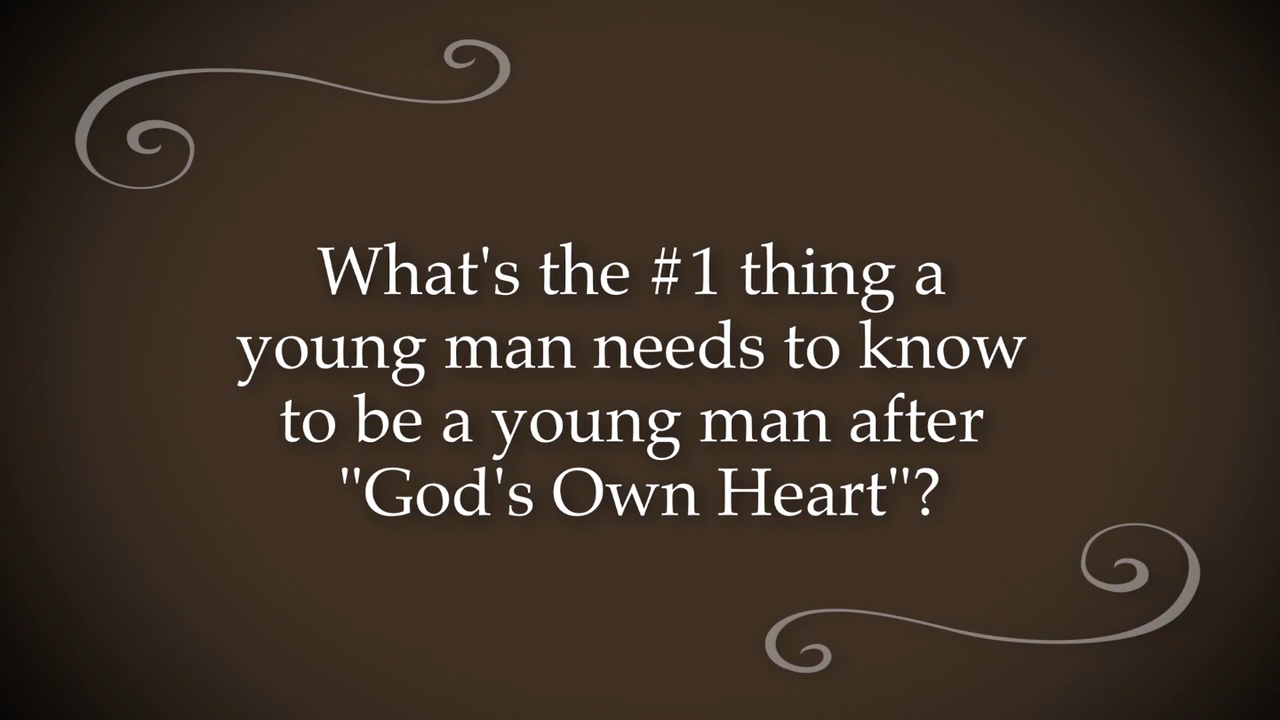 What's the #1 thing a
young man needs to know
to be a young man after
"God's Own Heart"?